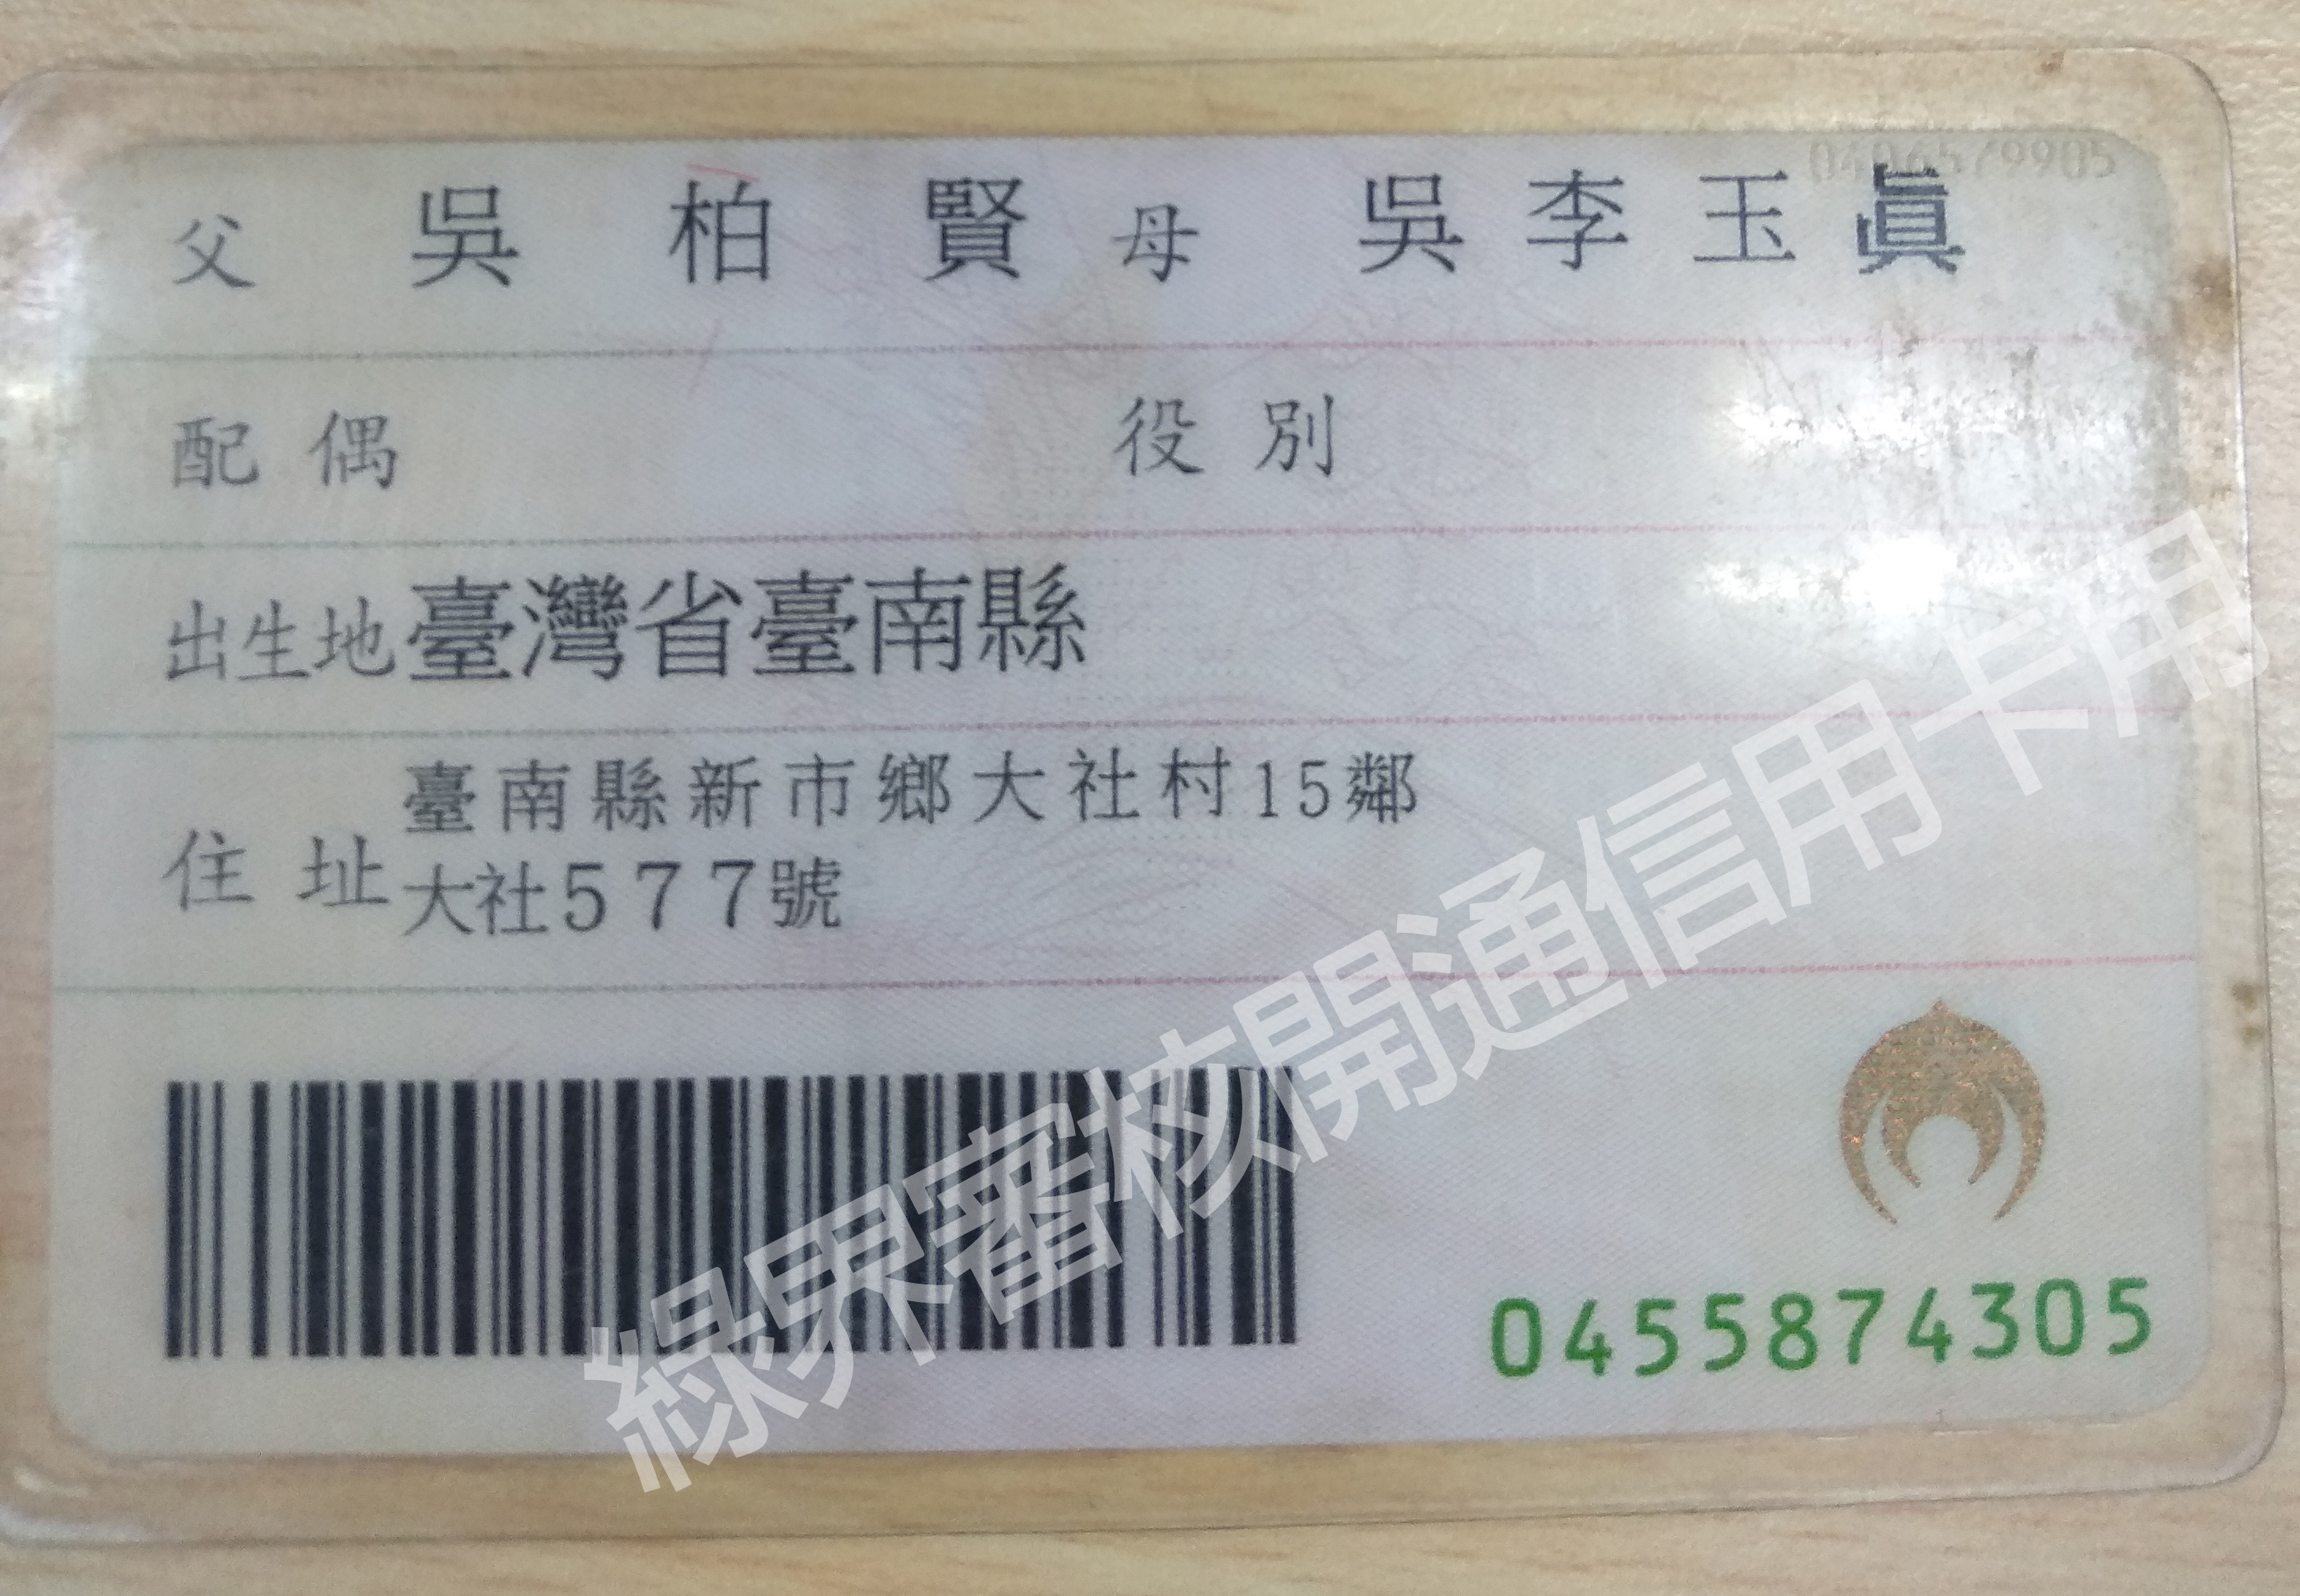 父 吳柏賢 母 吳李玉眞
配偶 役別
出生地 臺灣省臺南縣
住址 臺南縣新市鄉大社村15鄰
大社577號
綠界審核開通信用卡用
0455874305